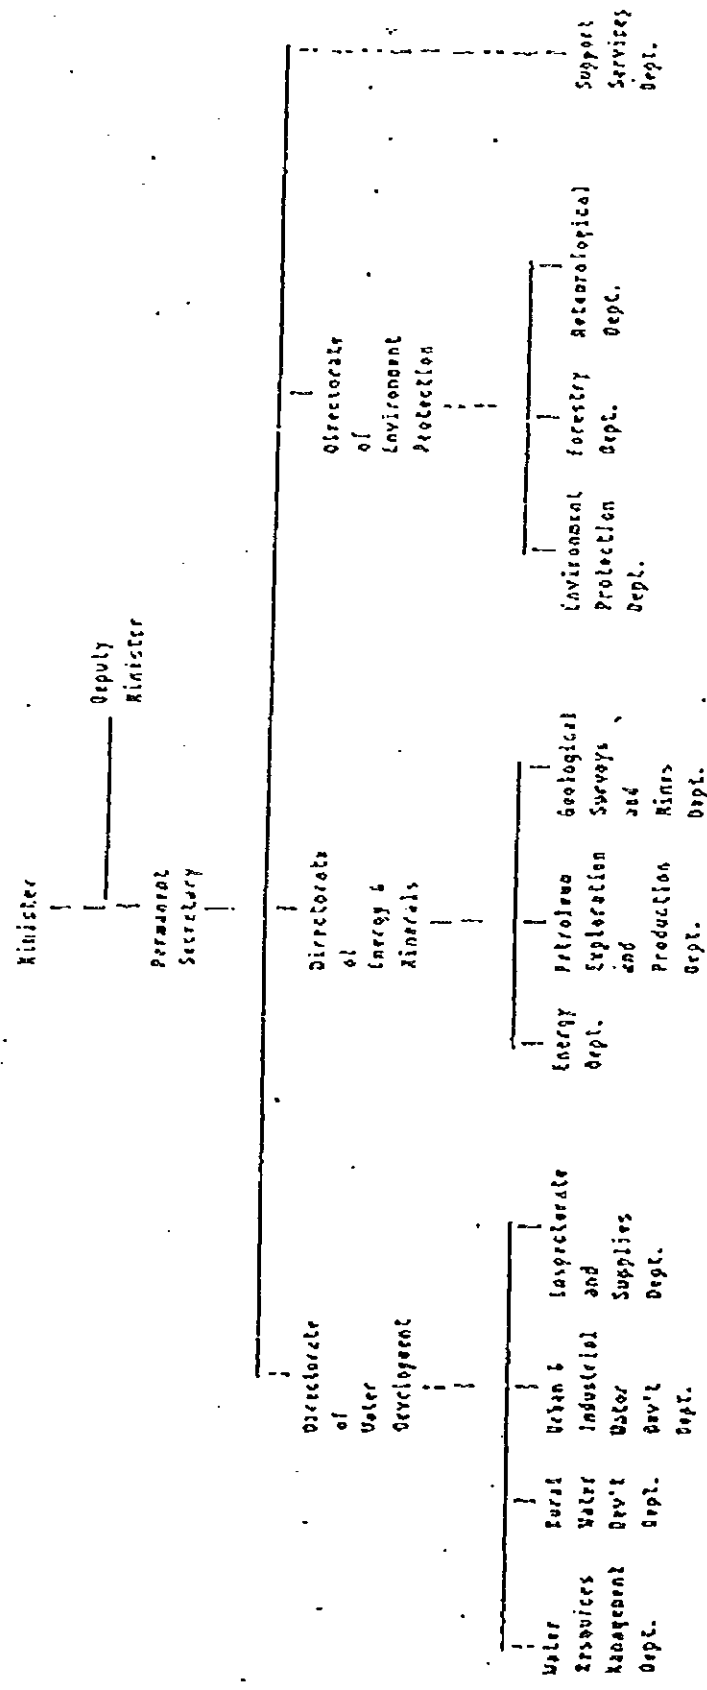 Minister
Deputy
Minister
Permanent
Secretary
Directorate
of
Water
Development
Directorate
of
Energy &
Minerals
Directorate
of
Environment
Protection
Support
Services
Dept.
Water
Resources
Management
Dept.
Rural
Water
Dev't
Dept.
Urban &
Industrial
Water
Dev't
Dept.
Inspectorate
and
Supplies
Dept.
Energy
Dept.
Petroleum
Exploration
and
Production
Dept.
Geological
Surveys
and
Mines
Dept.
Environment
Protection
Dept.
Forestry
Dept.
Meteorological
Dept.